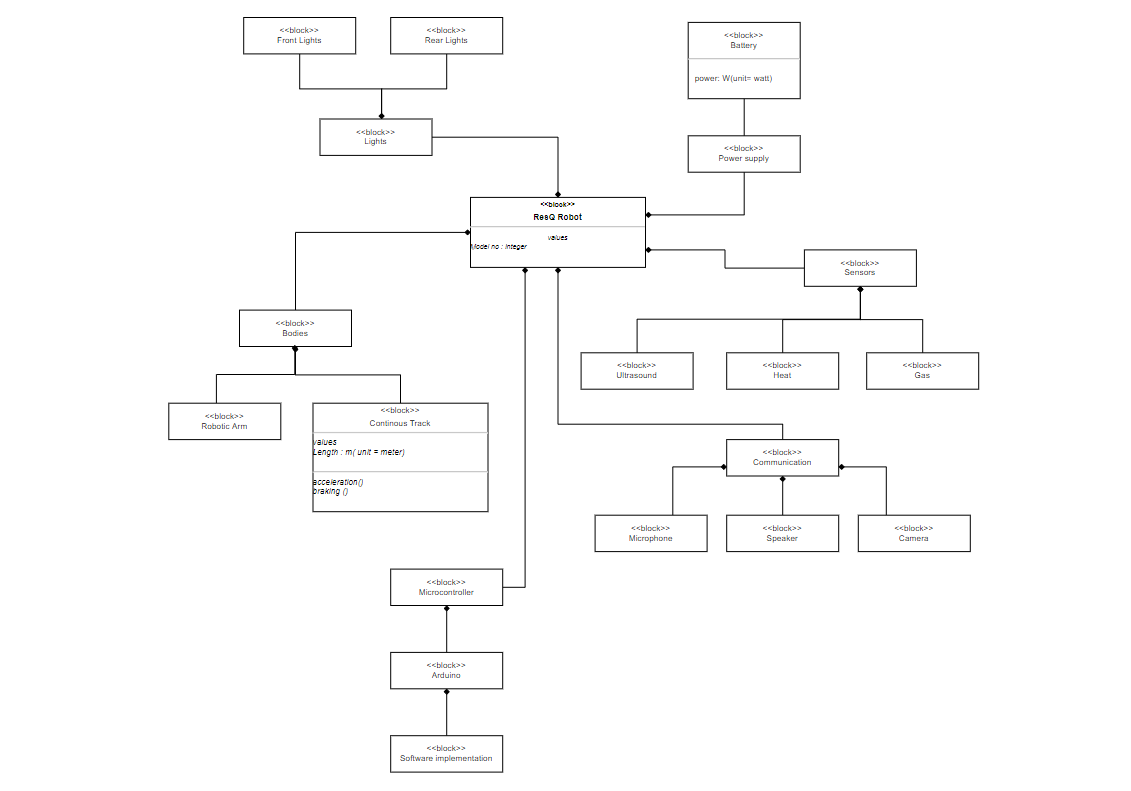 <<block>>
Front Lights
<<block>>
Rear Lights
<<block>>
Battery
power: W(unit= watt)
<<block>>
Lights
<<block>>
Power supply
<<block>>
ResQ Robot
values
Model no : Integer
<<block>>
Sensors
<<block>>
Bodies
<<block>>
Ultrasound
<<block>>
Heat
<<block>>
Gas
<<block>>
Robotic Arm
<<block>>
Continous Track
values
Length : m( unit = meter)
acceleration()
braking ()
<<block>>
Communication
<<block>>
Microphone
<<block>>
Speaker
<<block>>
Camera
<<block>>
Microcontroller
<<block>>
Arduino
<<block>>
Software implementation